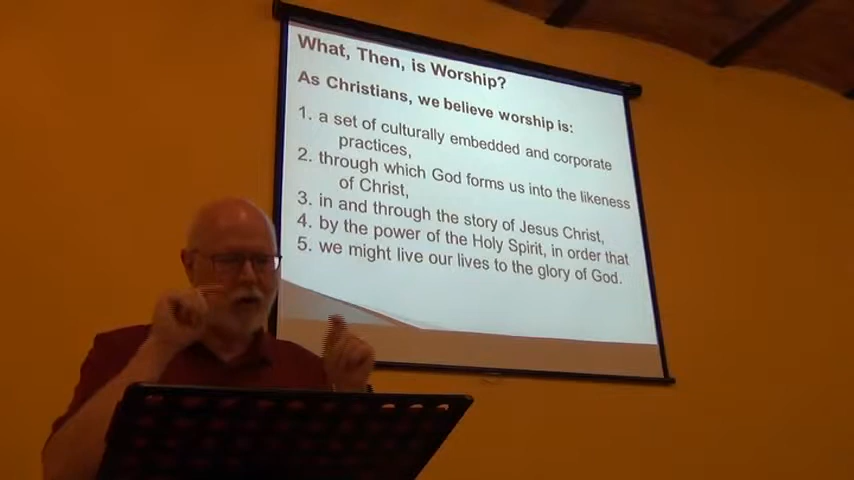 What, Then, is Worship?
As Christians, we believe worship is:
1. a set of culturally embedded and corporate
practices,
2. through which God forms us into the likeness
of Christ,
3. in and through the story of Jesus Christ,
4. by the power of the Holy Spirit, in order that
5. we might live our lives to the glory of God.